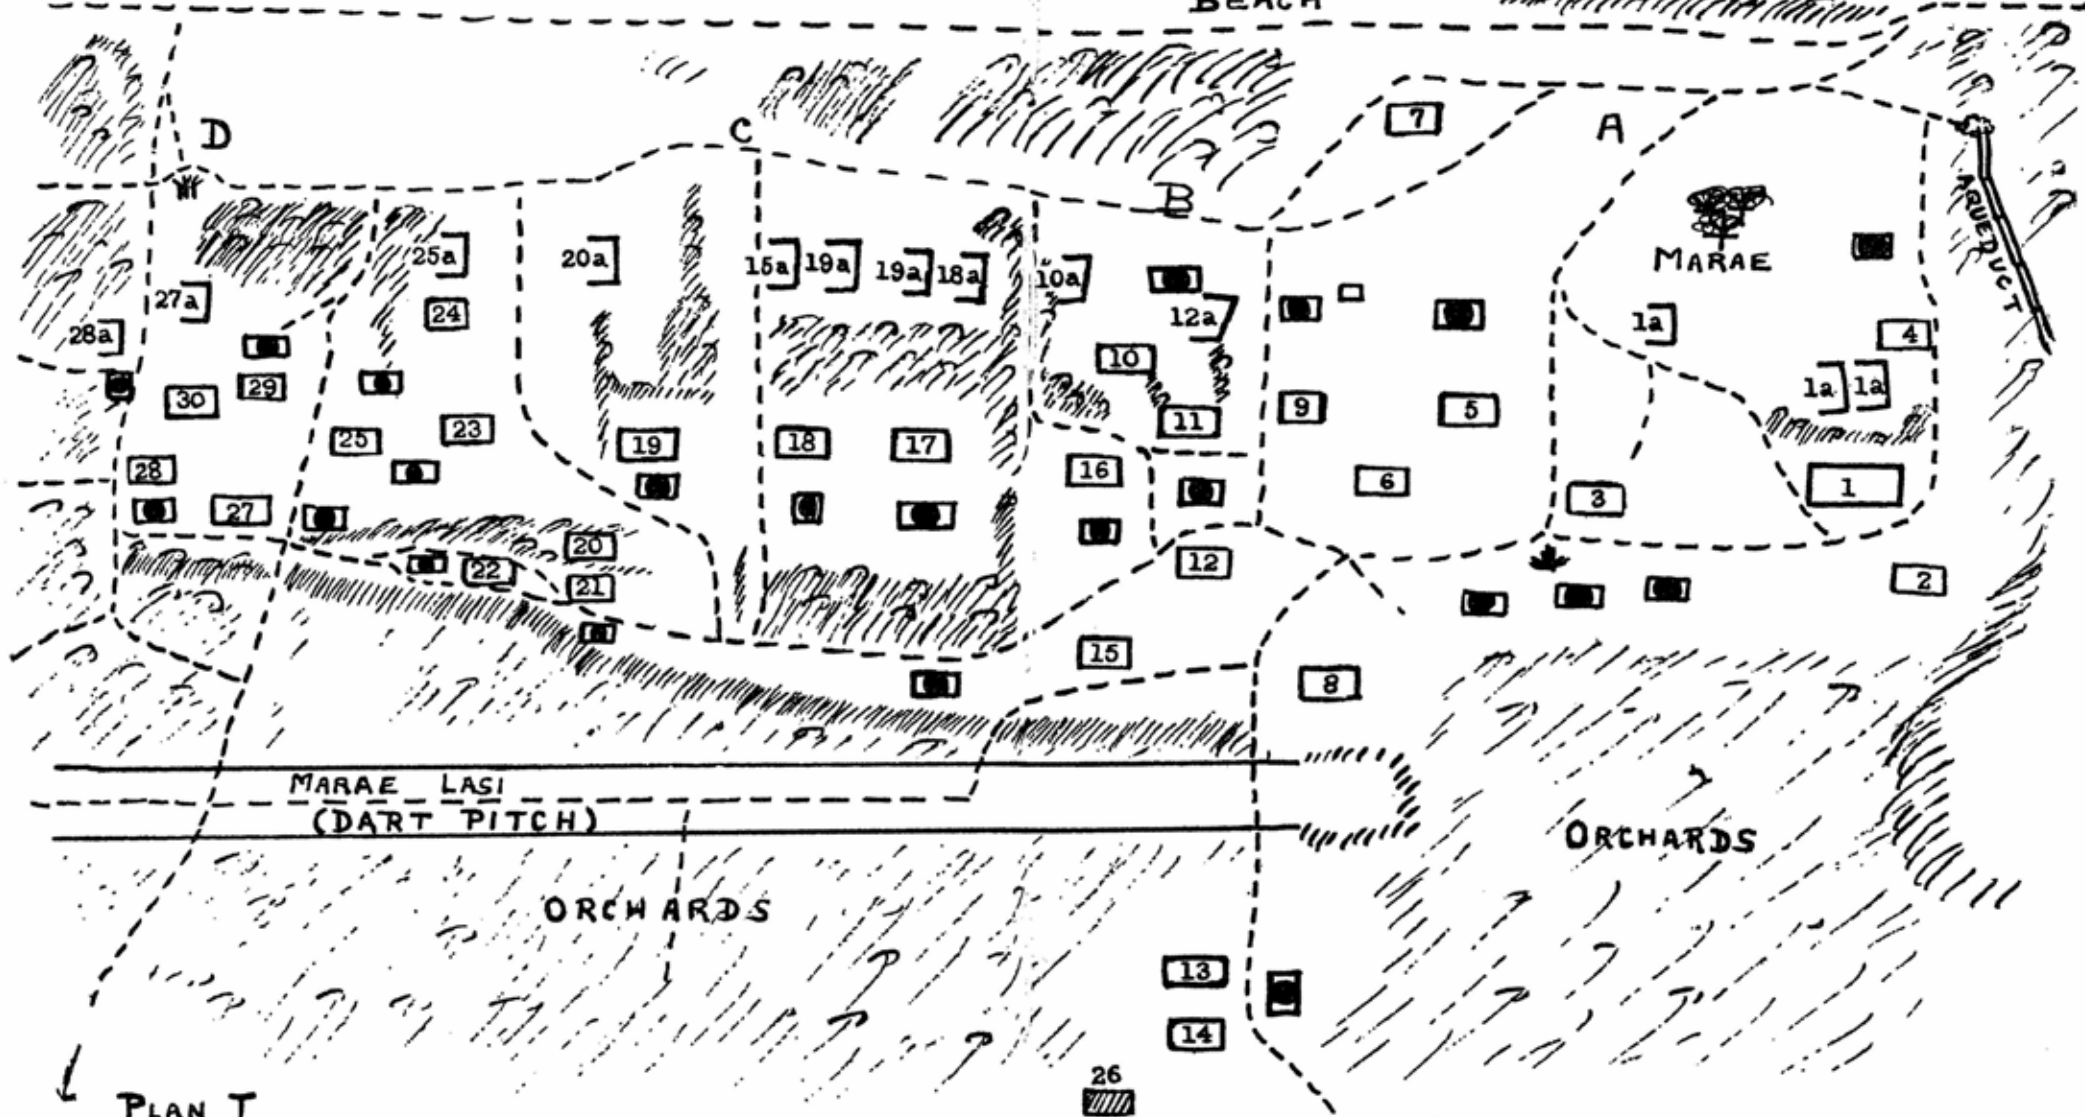 BEACH
D
C
7
A
B
MARAE
AQUEDUCT
25a
20a
15a
19a
19a
18a
10a
12a
27a
28a
24
1a
4
30
29
10
1a
1a
9
5
11
25
23
19
18
17
28
16
6
3
1
27
20
22
21
12
2
15
8
MARAE LASI
(DART PITCH)
ORCHARDS
ORCHARDS
13
14
26
PLAN T